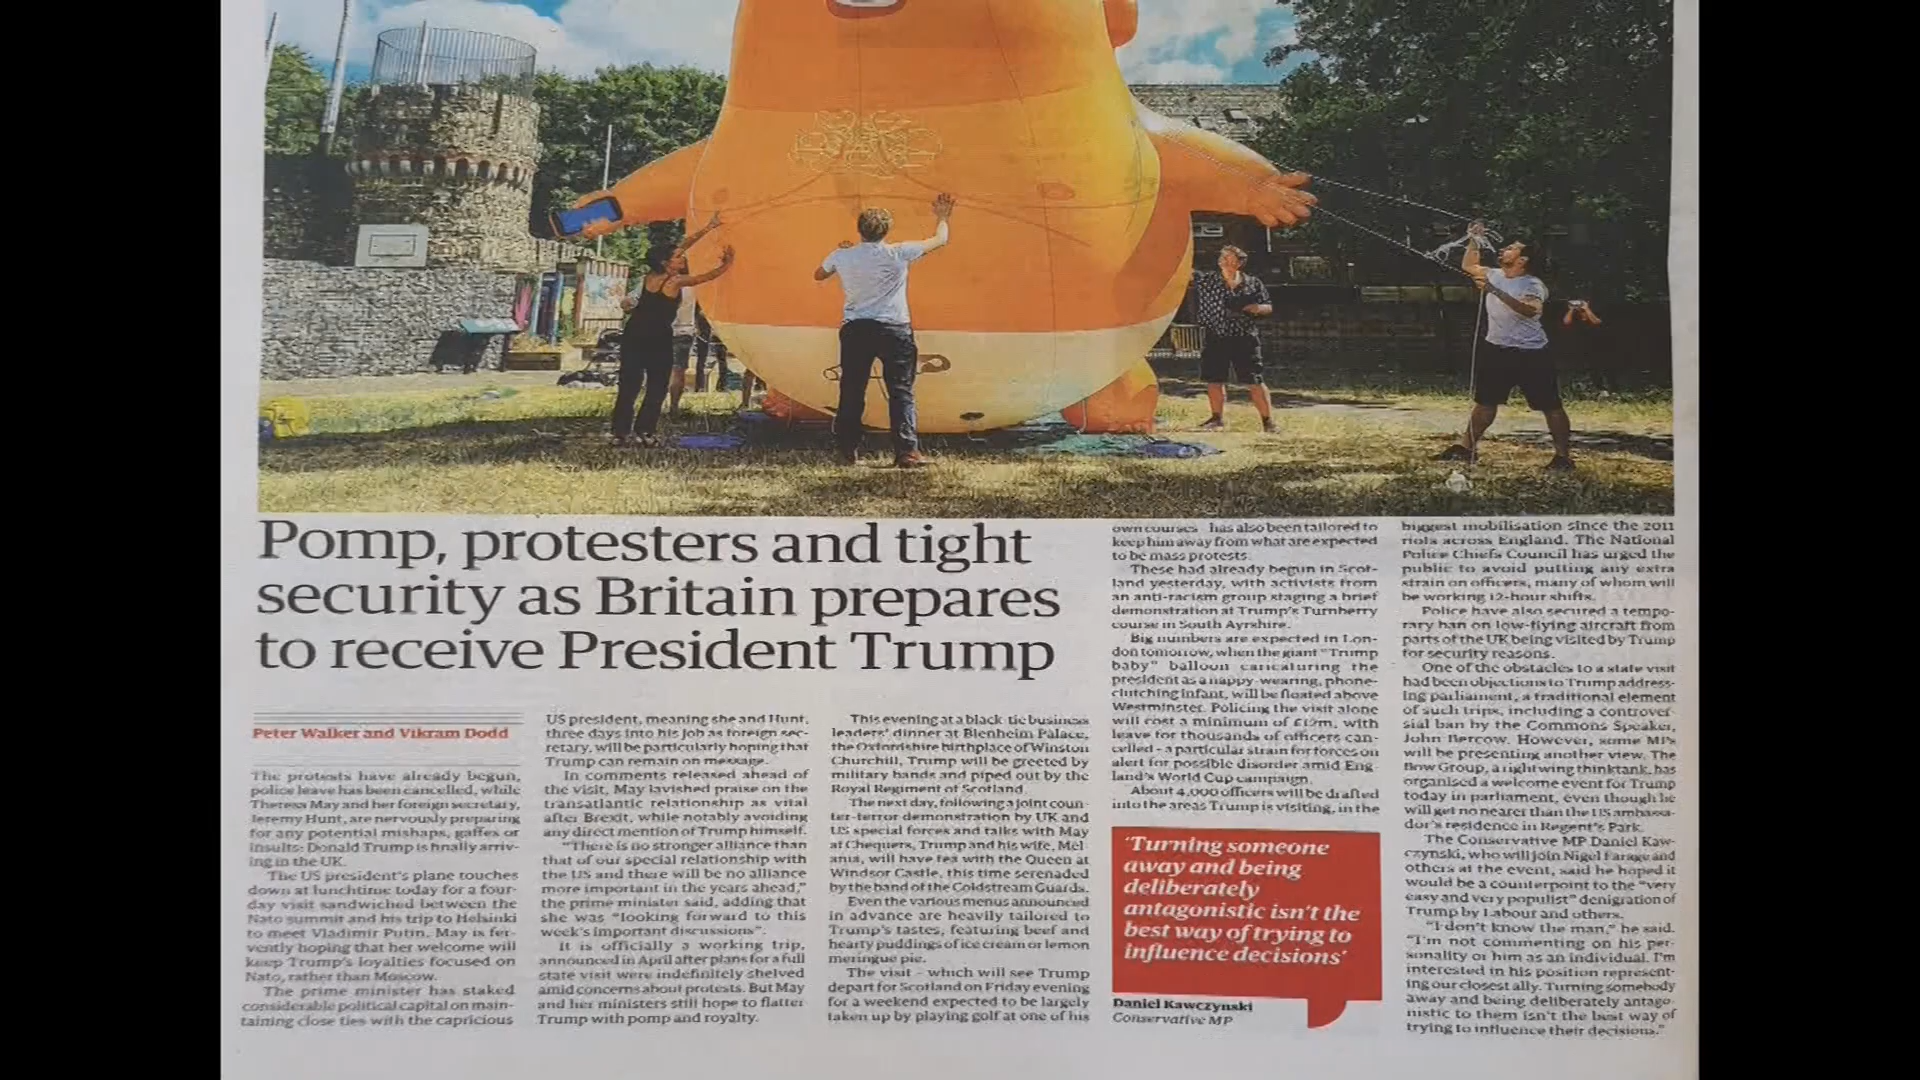 Pomp, protesters and tight
security as Britain prepares
to receive President Trump
Peter Walker and Vikram Dodd
The protests have already begun,
police leave has been cancelled, while
Theresa May and her foreign secretary,
Jeremy Hunt, are nervously preparing
for any potential mishaps, gaffes or
insults: Donald Trump is finally arriv-
ing in the UK.
The US president's plane touches
down at lunchtime today for a four-
day visit sandwiched between the
Nato summit and his trip to Helsinki
to meet Vladimir Putin. May is fer-
vently hoping that her welcome will
keep Trump's loyalties focused on
Nato, rather than Moscow.
The prime minister has staked
considerable political capital on main-
taining close ties with the capricious
US president, meaning she and Hunt,
three days into his job as foreign sec-
retary, will be particularly hoping that
Trump can remain on message.
In comments released ahead of
the visit, May lavished praise on the
transatlantic relationship as vital
after Brexit, while notably avoiding
any direct mention of Trump himself.
"There is no stronger alliance than
that of our special relationship with
the US and there will be no alliance
more important in the years ahead,"
the prime minister said, adding that
she was "looking forward to this
week's important discussions".
It is officially a working trip,
announced in April after plans for a full
state visit were indefinitely shelved
amid concerns about protests. But May
and her ministers still hope to flatter
Trump with pomp and royalty.
This evening at a black-tie business
leaders' dinner at Blenheim Palace,
the Oxfordshire birthplace of Winston
Churchill, Trump will be greeted by
military bands and piped out by the
Royal Regiment of Scotland.
The next day, following a joint coun-
ter-terror demonstration by UK and
US special forces and talks with May
at Chequers, Trump and his wife, Mel-
ania, will have tea with the Queen at
Windsor Castle, this time serenaded
by the band of the Coldstream Guards.
Even the various menus announced
in advance are heavily tailored to
Trump's tastes, featuring beef and
hearty puddings of ice cream or lemon
meringue pie.
The visit - which will see Trump
depart for Scotland on Friday evening
for a weekend expected to be largely
taken up by playing golf at one of his
own courses - has also been tailored to
keep him away from what are expected
to be mass protests.
These had already begun in Scot-
land yesterday, with activists from
an anti-racism group staging a brief
demonstration at Trump's Turnberry
course in South Ayrshire.
Big numbers are expected in Lon-
don tomorrow, when the giant "Trump
baby" balloon caricaturing the
president as a nappy-wearing, phone-
clutching infant, will be floated above
Westminster. Policing the visit alone
will cost a minimum of £12m, with
leave for thousands of officers can-
celled - a particular strain for forces on
alert for possible disorder amid Eng-
land's World Cup campaign.
About 4,000 officers will be drafted
into the areas Trump is visiting, in the
'Turning someone
away and being
deliberately
antagonistic isn't the
best way of trying to
influence decisions'
Daniel Kawczynski
Conservative MP
biggest mobilisation since the 2011
riots across England. The National
Police Chiefs Council has urged the
public to avoid putting any extra
strain on officers, many of whom will
be working 12-hour shifts.
Police have also secured a tempo-
rary ban on low-flying aircraft from
parts of the UK being visited by Trump
for security reasons.
One of the obstacles to a state visit
had been objections to Trump address-
ing parliament, a traditional element
of such trips, including a controver-
sial ban by the Commons Speaker,
John Bercow. However, some MPs
will be presenting another view. The
Bow Group, a rightwing thinktank, has
organised a welcome event for Trump
today in parliament, even though he
will get no nearer than the US ambassa-
dor's residence in Regent's Park.
The Conservative MP Daniel Kaw-
czynski, who will join Nigel Farage and
others at the event, said he hoped it
would be a counterpoint to the "very
easy and very populist" denigration of
Trump by Labour and others.
"I don't know the man," he said.
"I'm not commenting on his per-
sonality or him as an individual. I'm
interested in his position represent-
ing our closest ally. Turning somebody
away and being deliberately antago-
nistic to them isn't the best way of
trying to influence their decisions."